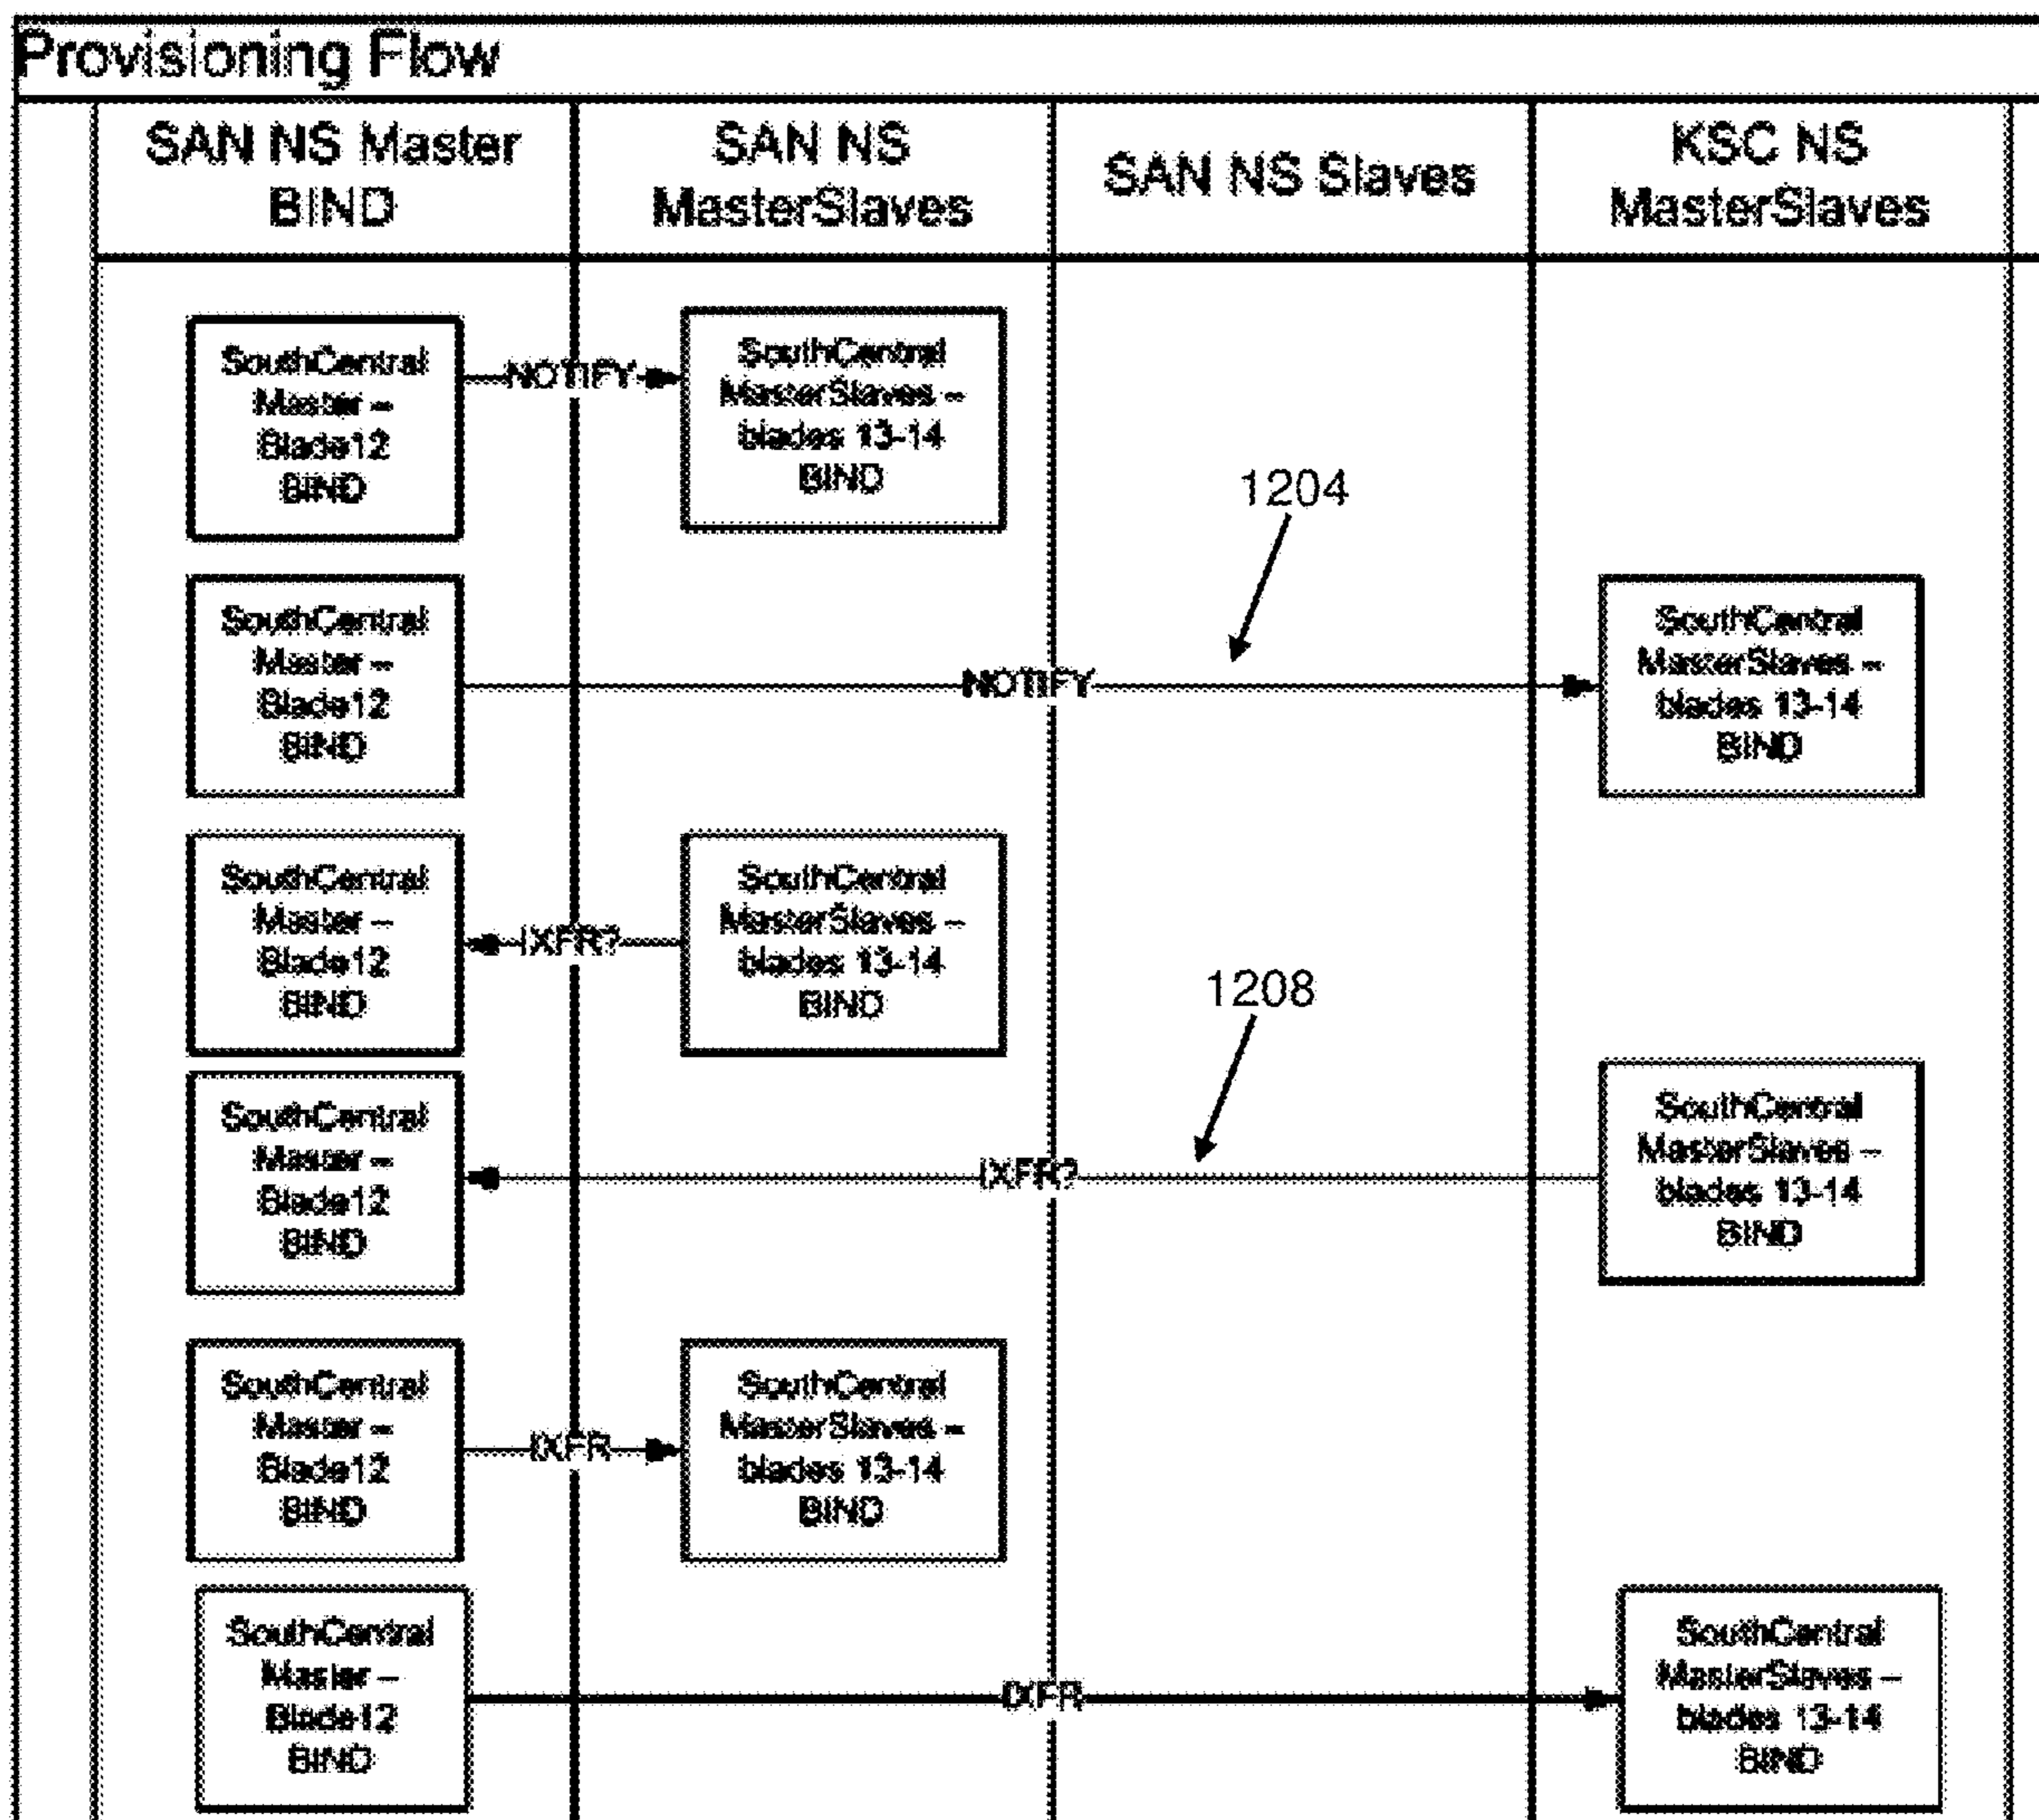 Provisioning Flow
SAN NS Master
BIND
SAN NS
MasterSlaves
SAN NS Slaves
KSC NS
MasterSlaves
SouthCentral
Master –
Blade12
BIND
NOTIFY
SouthCentral
MasterSlaves –
blades 13-14
BIND
1204
SouthCentral
Master –
Blade12
BIND
NOTIFY
SouthCentral
MasterSlaves –
blades 13-14
BIND
SouthCentral
Master –
Blade12
BIND
IXFR?
SouthCentral
MasterSlaves –
blades 13-14
BIND
1208
SouthCentral
Master –
Blade12
BIND
IXFR?
SouthCentral
MasterSlaves –
blades 13-14
BIND
SouthCentral
Master –
Blade12
BIND
IXFR
SouthCentral
MasterSlaves –
blades 13-14
BIND
SouthCentral
Master –
Blade12
BIND
IXFR
SouthCentral
MasterSlaves –
blades 13-14
BIND